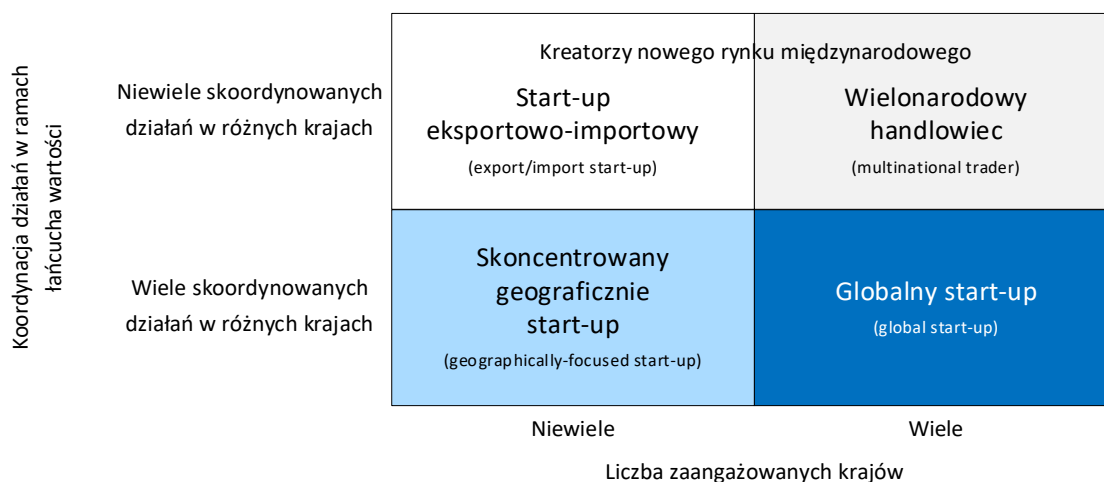 Koordynacja działań w ramach
łańcucha wartości
Niewiele skoordynowanych
działań w różnych krajach
Wiele skoordynowanych
działań w różnych krajach
Kreatorzy nowego rynku międzynarodowego
Start-up
eksportowo-importowy
(export/import start-up)
Wielonarodowy
handlowiec
(multinational trader)
Skoncentrowany
geograficznie
start-up
(geographically-focused start-up)
Globalny start-up
(global start-up)
Niewiele
Wiele
Liczba zaangażowanych krajów